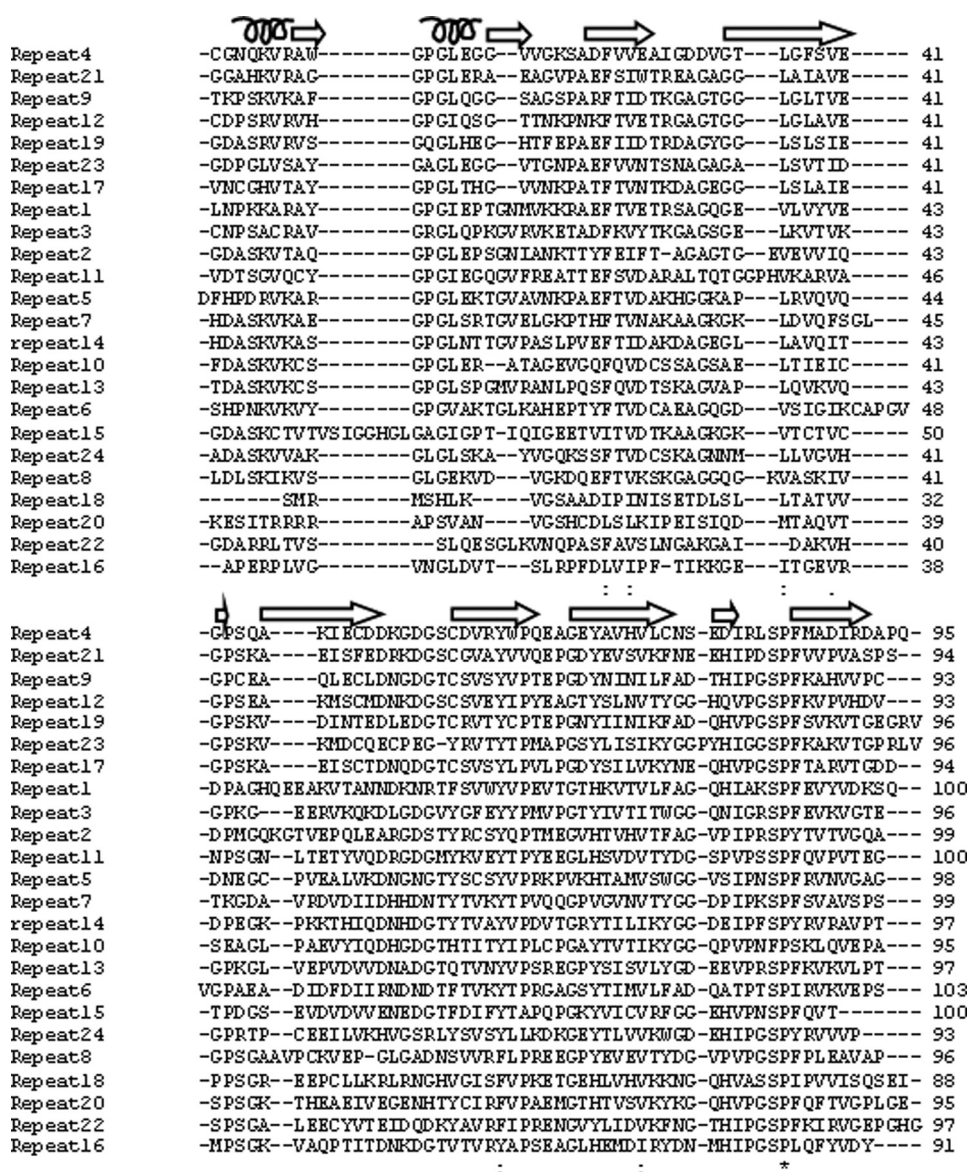 Repeat4 -CGNQKVRAW--------GPGLEGG--VVGKSADFVVEAIGDDVGT---LGFSVE----- 41
Repeat21 -GGAHKVRAG--------GPGLERA--EAGVPAEFSIWTREAGAGG---LAIAVE----- 41
Repeat9 -TKPSKVKAF--------GPGLQGG--SAGSPARFTIDTKGAGTGG---LGLTVE----- 41
Repeat12 -CDPSRVRVH--------GPGIQSG--TTNKPNKFTVETRGAGTGG---LGLAVE----- 41
Repeat19 -GDASRVRVS--------GQGLHEG--HTFEPAEFIIDTRDAGYGG---LSLSIE----- 41
Repeat23 -GDPGLVSAY--------GAGLEGG--VTGNPAEFVVNTSNAGAGA---LSVTID----- 41
Repeat17 -VNCGHVTAY--------GPGLTHG--VVNKPATFTVNTKDAGEGG---LSLAIE----- 41
Repeat1 -LNPKKARAY--------GPGIEPTGNMVKKRAEFTVETRSAGQGE---VLVYVE----- 43
Repeat3 -CNPSACRAV--------GRGLQPKGVRVKETADFKVYTKGAGSGE---LKVTVK----- 43
Repeat2 -GDASKVTAQ--------GPGLEPSGNIANKTTYFEIFT-AGAGTG---EVEVVIQ---- 43
Repeat11 -VDTSGVQCY--------GPGIEGQGVFREATTEFSVDARALTQTGGPHVKARVA----- 46
Repeat5 DFHPDRVKAR--------GPGLEKTGVAVNKPAEFTVDAKHGGKAP---LRVQVQ----- 44
Repeat7 -HDASKVKAE--------GPGLSRTGVELGKPTHFTVNAKAAGKGK---LDVQFSGL--- 45
repeat14 -HDASKVKAS--------GPGLNTTGVPASLPVEFTIDAKDAGEGL---LAVQIT----- 43
Repeat10 -FDASKVKCS--------GPGLER--ATAGEVGQFQVDCSSAGSAE---LTIEIC----- 41
Repeat13 -TDASKVKCS--------GPGLSPGMVRANLPQSFQVDTSKAGVAP---LQVKVQ----- 43
Repeat6 -SHPNKVKVY--------GPGVAKTGLKAHEPTYFTVDCAEAGQGD---VSIGIKCAPGV 48
Repeat15 -GDASKCTVTVSIGGHGLGAGIGPT-IQIGEETVITVDTKAAGKGK---VTCTVC----- 50
Repeat24 -ADASKVVAK--------GLGLSKA--YVGQKSSFTVDCSKAGNNM---LLVGVH----- 41
Repeat8 -LDLSKIKVS--------GLGEKVD---VGKDQEFTVKSKGAGGQG---KVASKIV---- 41
Repeat18 -------SMR--------MSHLK-----VGSAADIPINISETDLSL---LTATVV----- 32
Repeat20 -KESITRRRR--------APSVAN----VGSHCDLSLKIPEISIQD---MTAQVT----- 39
Repeat22 -GDARRLTVS--------SLQESGLKVNQPASFAVSLNGAKGAI----DAKVH------ 40
Repeat16 --APERPLVG--------VNGLDVT---SLRPFDLVIPF-TIKKGE---ITGEVR----- 38
: : : .
Repeat4 -GPSQA----KIECDDKGDGSCDVRYWPQEAGEYAVHVLCNS-EDIRLSPFMADIRDAPQ- 95
Repeat21 -GPSKA----EISFEDRKDGSCGVAYVVQEPGDYEVSVKFNE-EHIPDSPFVVPVASPS-- 94
Repeat9 -GPCEA----QLECLDNGDGTCSVSYVPTEPGDYNINILFAD-THIPGSPFKAHVVPC--- 93
Repeat12 -GPSEA----KMSCMDNKDGSCSVEYIPYEAGTYSLNVTYGG-HQVPGSPFKVPVHDV--- 93
Repeat19 -GPSKV----DINTEDLEDGTCRVTYCPTEPGNYIINIKFAD-QHVPGSPFSVKVTGEGRV 96
Repeat23 -GPSKV----KMDCQECPEG-YRVTYTPMAPGSYLISIKYGGPYHIGGSPFKAKVTGPRLV 96
Repeat17 -GPSKA----EISCTDNQDGTCSVSYLPVLPGDYSILVKYNE-QHVPGSPFTARVTGDD--- 94
Repeat1 -DPAGHQEEAKVTANNDKNRTFSVWYVPEVTGTHKVTVLFAG-QHIAKSPFEVYVDKSQ-- 100
Repeat3 -GPKG---EERVKQKDLGDGVYGFEYYPMVPGTYIVTITWGG-QNIGRSPFEVKVGTE--- 96
Repeat2 -DPMGQKGTVEPQLEARGDSTYRCSYQPTMEGVHTVHVTFAG-VPIPRSPYTVTVGQA--- 99
Repeat11 -NPSGN--LTETYVQDRGDGMYKVEYTPYEEGLHSVDVTYDG-SPVPSSPFQVPVTEG--- 100
Repeat5 -DNEGC--PVEALVKDNGNGTYSCSYVPRKPVKHTAMVSWGG-VSIPNSPFRVNVGAG--- 98
Repeat7 -TKGDA--VRDVDIIDHHDNTYTVKYTPVQQGPVGVNVTYGG-DPIPKSPFSVAVSPS--- 99
repeat14 -DPEGK--PKKTHIQDNHDGTYTVAYVPDVTGRYTILIKYGG-DEIPFSPYRVRAVPT--- 97
Repeat10 -SEAGL--PAEVYIQDHGDGTHTITYIPLCPGAYTVTIKYGG-QPVPNFPSKLQVEPA--- 95
Repeat13 -GPKGL--VEPVDVVDNADGTQTVNYVPSREGPYSISVLYGD-EEVPRSPFKVKVLPT--- 97
Repeat6 VGPAEA--DIDFDIIRNDNDTFTVKYTPRGAGSYTIMVLFAD-QATPTSPIRVKVEPS--- 103
Repeat15 -TPDGS--EVDVDVVENEDGTFDIFYTAPQPGKYVICVRFGG-EHVPNSPFQVT------- 100
Repeat24 -GPRTP--CEEILVKHVGSRLYSVSYLLKDKGEYTLVVKWGD-EHIPGSPYRVVVP----- 93
Repeat8 -GPSGAAVPCKVEP-GLGADNSVVRFLPREEGPYEVEVTYDG-VPVPGSPFPLEAVAP---- 96
Repeat18 -PPSGR--EEPCLLKRLRNGHVGISFVPKETGEHLVHVKKNG-QHVASSPIPVVISQSEI- 88
Repeat20 -SPSGK--THEAEIVEGENHTYCIRFVPAEMGTHTVSVKYKG-QHVPGSPFQFTVGPLGE- 95
Repeat22 -SPSGA--LEECYVTEIDQDKYAVRFIPRENGVYLIDVKFNG-THIPGSPFKIRVGEPGHG 97
Repeat16 -MPSGK--VAQPTITDNKDGTVTVRYAPSEAGLHEMDIRYDN-MHIPGSPLQFYVDY---- 91
: : *